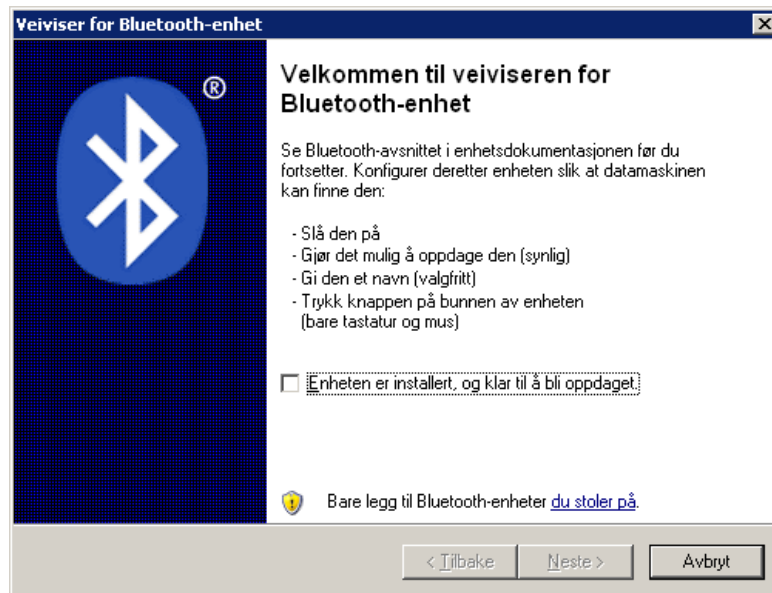 Veiviser for Bluetooth-enhet
®
Velkommen til veiviseren for
Bluetooth-enhet
Se Bluetooth-avsnittet i enhetsdokumentasjonen før du
fortsetter. Konfigurer deretter enheten slik at datamaskinen
kan finne den:
- Slå den på
- Gjør det mulig å oppdage den (synlig)
- Gi den et navn (valgfritt)
- Trykk knappen på bunnen av enheten
(bare tastatur og mus)
Enheten er installert, og klar til å bli oppdaget.
Bare legg til Bluetooth-enheter du stoler på.
< Tilbake Neste > Avbryt